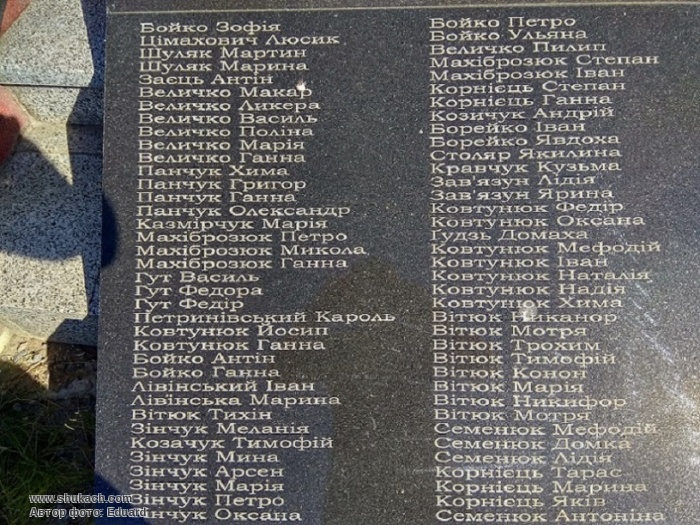 Бойко Зофія
Цімахович Люсик
Шуляк Мартин
Шуляк Марина
Заєць Антін
Величко Макар
Величко Ликера
Величко Василь
Величко Поліна
Величко Марія
Величко Ганна
Панчук Хима
Панчук Григор
Панчук Ганна
Панчук Олександр
Казмірчук Марія
Махіброзюк Петро
Махіброзюк Микола
Махіброзюк Ганна
Гут Василь
Гут Федора
Гут Федір
Петринівський Кароль
Ковтунюк Йосип
Ковтунюк Ганна
Бойко Антін
Бойко Ганна
Лівінський Іван
Лівінська Марина
Вітюк Тихін
Зінчук Меланія
Козачук Тимофій
Зінчук Мина
Зінчук Арсен
Зінчук Марія
Зінчук Петро
Зінчук Оксана
Бойко Петро
Бойко Ульяна
Величко Пилип
Махіброзюк Степан
Махіброзюк Іван
Корнієць Степан
Корнієць Ганна
Козичук Андрій
Борейко Іван
Борейко Явдоха
Столяр Якилина
Кравчук Кузьма
Зав'язун Лідія
Зав'язун Ярина
Ковтунюк Федір
Ковтунюк Оксана
Гудзь Домаха
Ковтунюк Мефодій
Ковтунюк Іван
Ковтунюк Наталія
Ковтунюк Надія
Ковтунюк Хима
Вітюк Никанор
Вітюк Мотря
Вітюк Трохим
Вітюк Тимофій
Вітюк Конон
Вітюк Марія
Вітюк Никифор
Вітюк Мотря
Семенюк Мефодій
Семенюк Домка
Семенюк Лідія
Корнієць Тарас
Корнієць Марина
Корнієць Яків
Семенюк Антоніна
www.shukach.com
Автор фото: Eduard